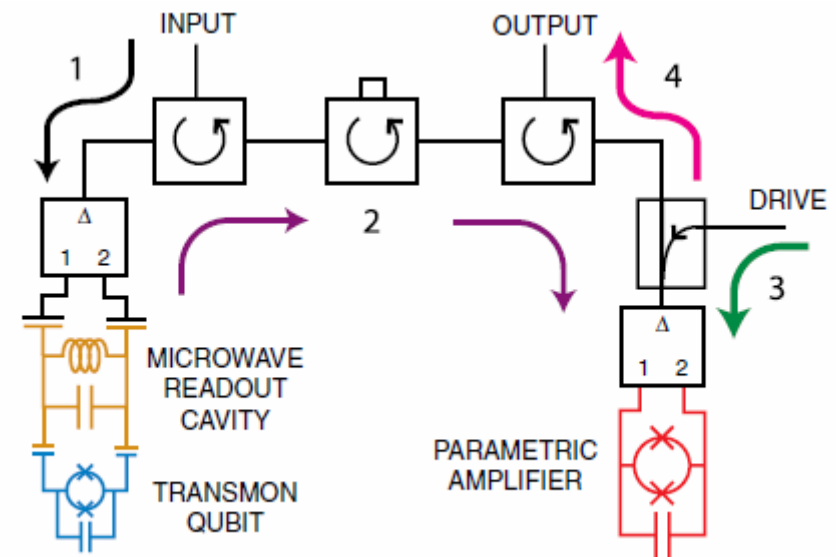 INPUT
OUTPUT
1
4
2
DRIVE
3
Δ
1 2
Δ
1 2
MICROWAVE
READOUT
CAVITY
TRANSMON
QUBIT
PARAMETRIC
AMPLIFIER